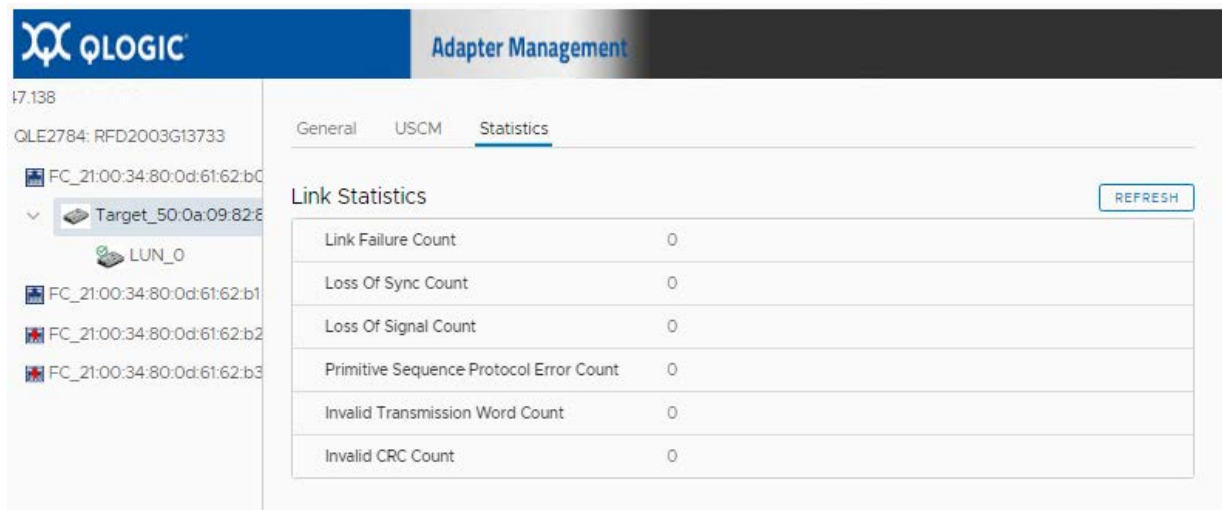 QLOGIC
Adapter Management
47.138
QLE2784: RFD2003G13733
FC_21:00:34:80:0d:61:62:b0
Target_50:0a:09:82:8
LUN_0
FC_21:00:34:80:0d:61:62:b1
FC_21:00:34:80:0d:61:62:b2
FC_21:00:34:80:0d:61:62:b3
General USCM Statistics
Link Statistics
REFRESH
Link Failure Count 0
Loss Of Sync Count 0
Loss Of Signal Count 0
Primitive Sequence Protocol Error Count 0
Invalid Transmission Word Count 0
Invalid CRC Count 0